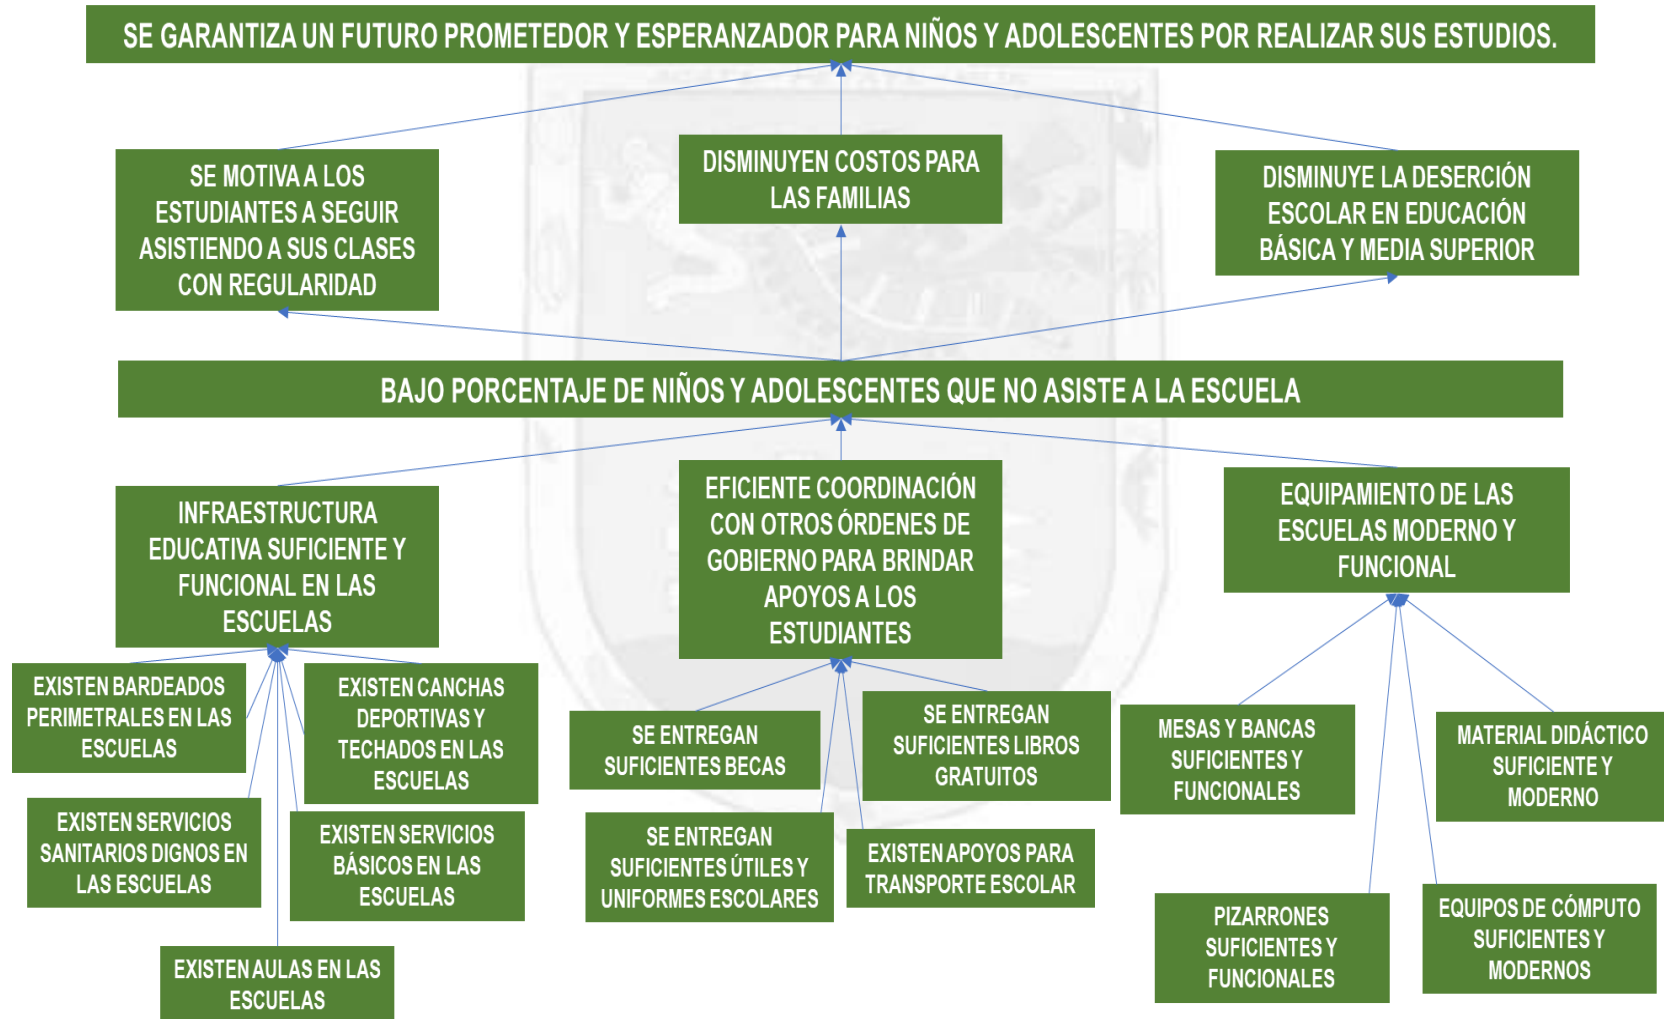 SE GARANTIZA UN FUTURO PROMETEDOR Y ESPERANZADOR PARA NIÑOS Y ADOLESCENTES POR REALIZAR SUS ESTUDIOS.
SE MOTIVA A LOS
ESTUDIANTES A SEGUIR
ASISTIENDO A SUS CLASES
CON REGULARIDAD
DISMINUYEN COSTOS PARA
LAS FAMILIAS
DISMINUYE LA DESERCIÓN
ESCOLAR EN EDUCACIÓN
BÁSICA Y MEDIA SUPERIOR
BAJO PORCENTAJE DE NIÑOS Y ADOLESCENTES QUE NO ASISTE A LA ESCUELA
INFRAESTRUCTURA
EDUCATIVA SUFICIENTE Y
FUNCIONAL EN LAS
ESCUELAS
EFICIENTE COORDINACIÓN
CON OTROS ÓRDENES DE
GOBIERNO PARA BRINDAR
APOYOS A LOS
ESTUDIANTES
EQUIPAMIENTO DE LAS
ESCUELAS MODERNO Y
FUNCIONAL
EXISTEN BARDEADOS
PERIMETRALES EN LAS
ESCUELAS
EXISTEN CANCHAS
DEPORTIVAS Y
TECHADOS EN LAS
ESCUELAS
SE ENTREGAN
SUFICIENTES BECAS
SE ENTREGAN
SUFICIENTES LIBROS
GRATUITOS
MESAS Y BANCAS
SUFICIENTES Y
FUNCIONALES
MATERIAL DIDÁCTICO
SUFICIENTE Y
MODERNO
EXISTEN SERVICIOS
SANITARIOS DIGNOS EN
LAS ESCUELAS
EXISTEN SERVICIOS
BÁSICOS EN LAS
ESCUELAS
SE ENTREGAN
SUFICIENTES ÚTILES Y
UNIFORMES ESCOLARES
EXISTEN APOYOS PARA
TRANSPORTE ESCOLAR
PIZARRONES
SUFICIENTES Y
FUNCIONALES
EQUIPOS DE CÓMPUTO
SUFICIENTES Y
MODERNOS
EXISTEN AULAS EN LAS
ESCUELAS